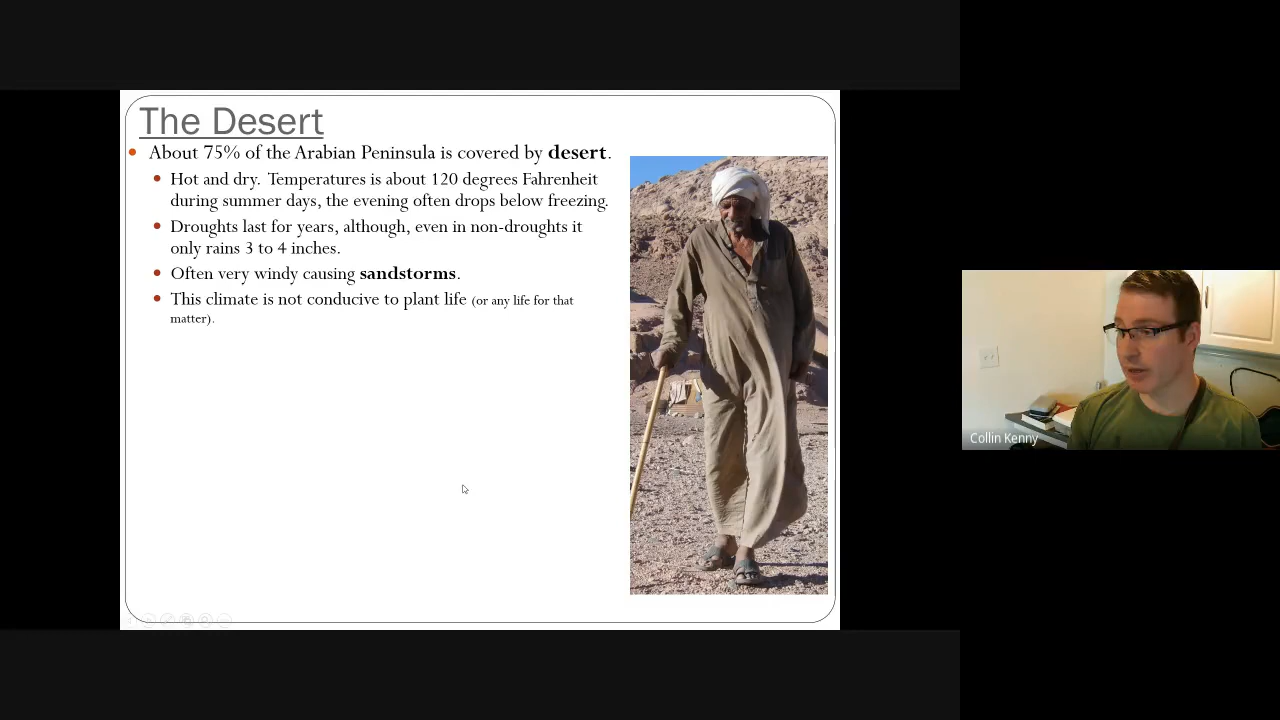 The Desert
About 75% of the Arabian Peninsula is covered by desert.
Hot and dry.  Temperatures is about 120 degrees Fahrenheit
during summer days, the evening often drops below freezing.
Droughts last for years, although, even in non-droughts it
only rains 3 to 4 inches.
Often very windy causing sandstorms.
This climate is not conducive to plant life (or any life for that
matter).
Collin Kenny